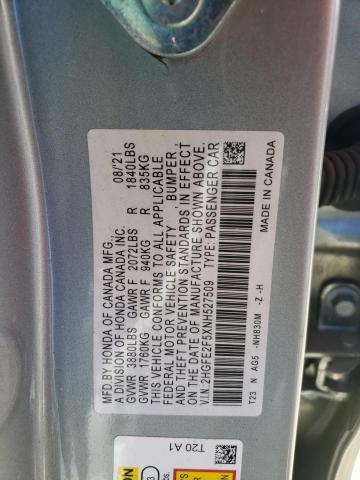 MFD BY HONDA OF CANADA MFG. 08/'21
A DIVISION OF HONDA CANADA INC.
GVWR 3880LBS GAWR F 2072LBS R 1840LBS
GVWR 1760KG GAWR F 940KG R 835KG
THIS VEHICLE CONFORMS TO ALL APPLICABLE
FEDERAL MOTOR VEHICLE SAFETY BUMPER,
AND THEFT PREVENTION STANDARDS IN EFFECT
ON THE DATE OF MANUFACTURE SHOWN ABOVE.
V.I.N.: 2HGFE2F5XNH527509 TYPE: PASSENGER CAR
T23 N AG5 -NH830M -Z -H MADE IN CANADA
T20 A1
ION